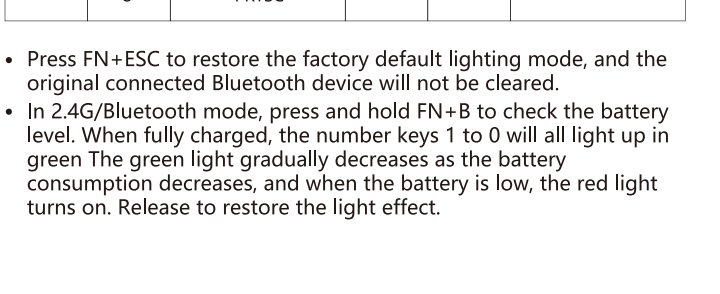 • Press FN+ESC to restore the factory default lighting mode, and the
original connected Bluetooth device will not be cleared.
• In 2.4G/Bluetooth mode, press and hold FN+B to check the battery
level. When fully charged, the number keys 1 to 0 will all light up in
green The green light gradually decreases as the battery
consumption decreases, and when the battery is low, the red light
turns on. Release to restore the light effect.